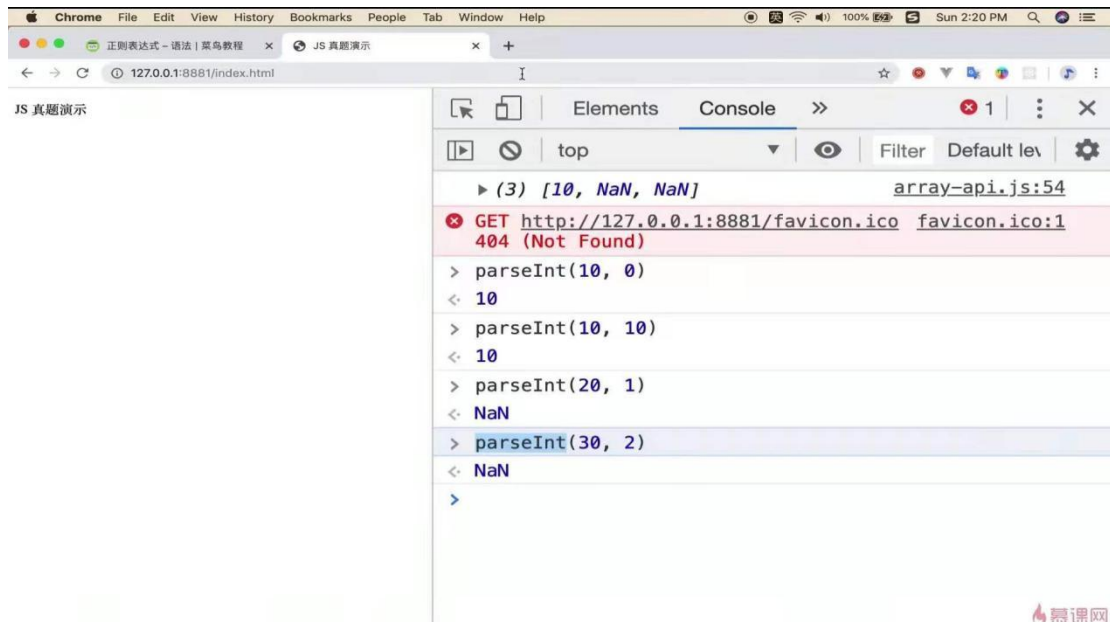 Chrome File Edit View History Bookmarks People Tab Window Help 英 100% Sun 2:20 PM
正则表达式 – 语法 | 菜鸟教程 JS 真题演示
127.0.0.1:8881/index.html
JS 真题演示
Elements Console 1
top Filter Default lev
(3) [10, NaN, NaN] array-api.js:54
GET http://127.0.0.1:8881/favicon.ico favicon.ico:1
404 (Not Found)
> parseInt(10, 0)
10
> parseInt(10, 10)
10
> parseInt(20, 1)
NaN
> parseInt(30, 2)
NaN
>
慕课网